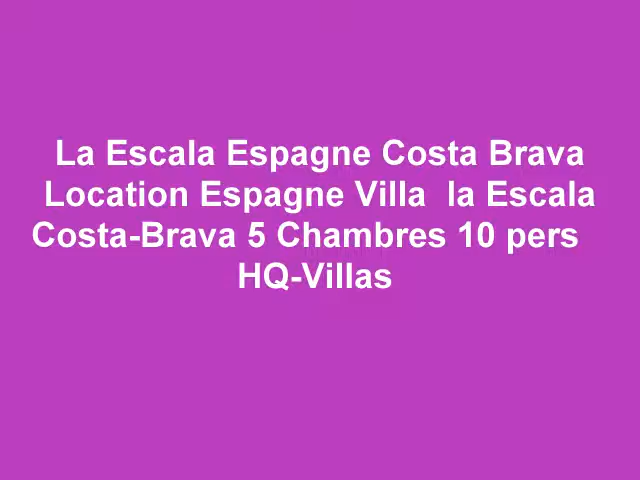 La Escala Espagne Costa Brava
Location Espagne Villa  la Escala
Costa-Brava 5 Chambres 10 pers
HQ-Villas